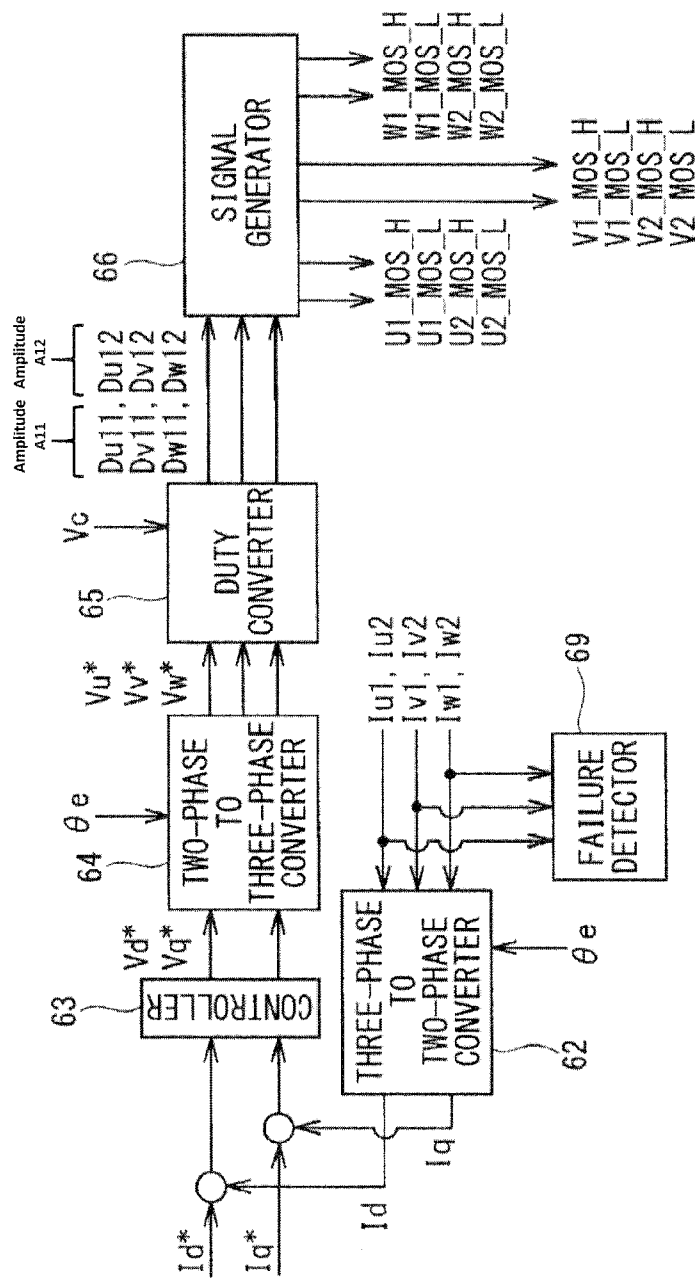 Id*
Iq*
Id
Iq
63
CONTROLLER
Vd*
Vq*
64
θe
TWO-PHASE
TO
THREE-PHASE
CONVERTER
Vu*
Vv*
Vw*
65
Vc
DUTY
CONVERTER
Amplitude
A11
Amplitude
A12
Du11, Du12
Dv11, Dv12
Dw11, Dw12
66
SIGNAL
GENERATOR
U1_MOS_H
U1_MOS_L
U2_MOS_H
U2_MOS_L
V1_MOS_H
V1_MOS_L
V2_MOS_H
V2_MOS_L
W1_MOS_H
W1_MOS_L
W2_MOS_H
W2_MOS_L
THREE-PHASE
TO
TWO-PHASE
CONVERTER
62
θe
Iu1, Iu2
Iv1, Iv2
Iw1, Iw2
69
FAILURE
DETECTOR